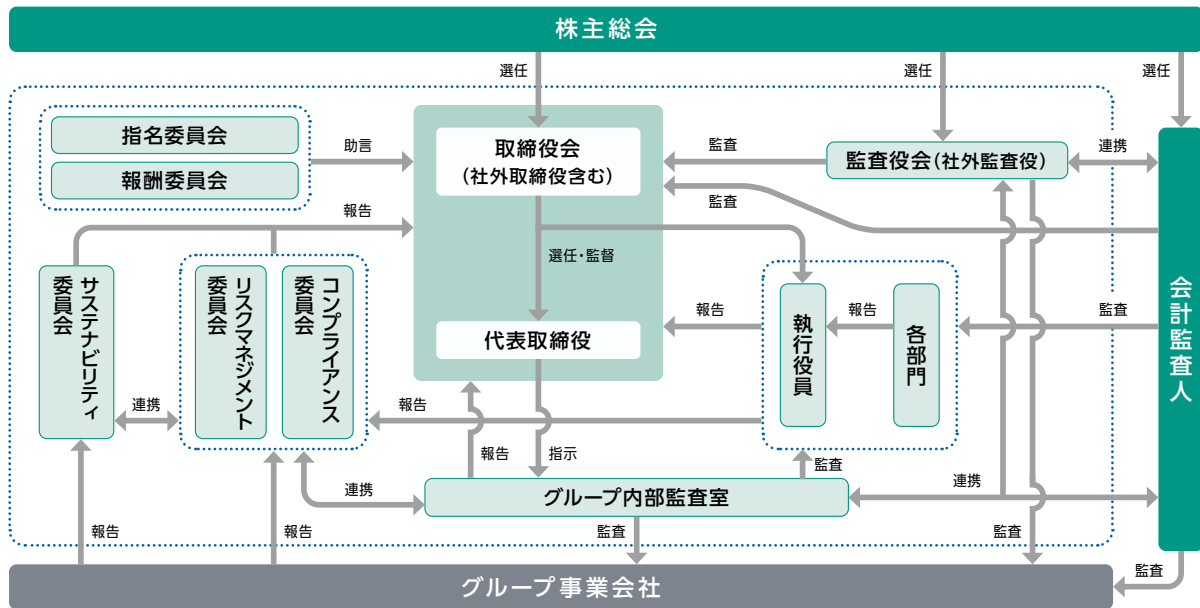 株主総会
選任
選任
選任
指名委員会
報酬委員会
助言
取締役会
(社外取締役含む)
監査
監査役会(社外監査役)
連携
監査
報告
選任・監督
サステナビリティ
委員会
リスクマネジメント
委員会
コンプライアンス
委員会
代表取締役
報告
執行役員
報告
各部門
監査
会計監査人
連携
報告
報告
指示
監査
連携
グループ内部監査室
連携
報告
報告
監査
監査
監査
グループ事業会社